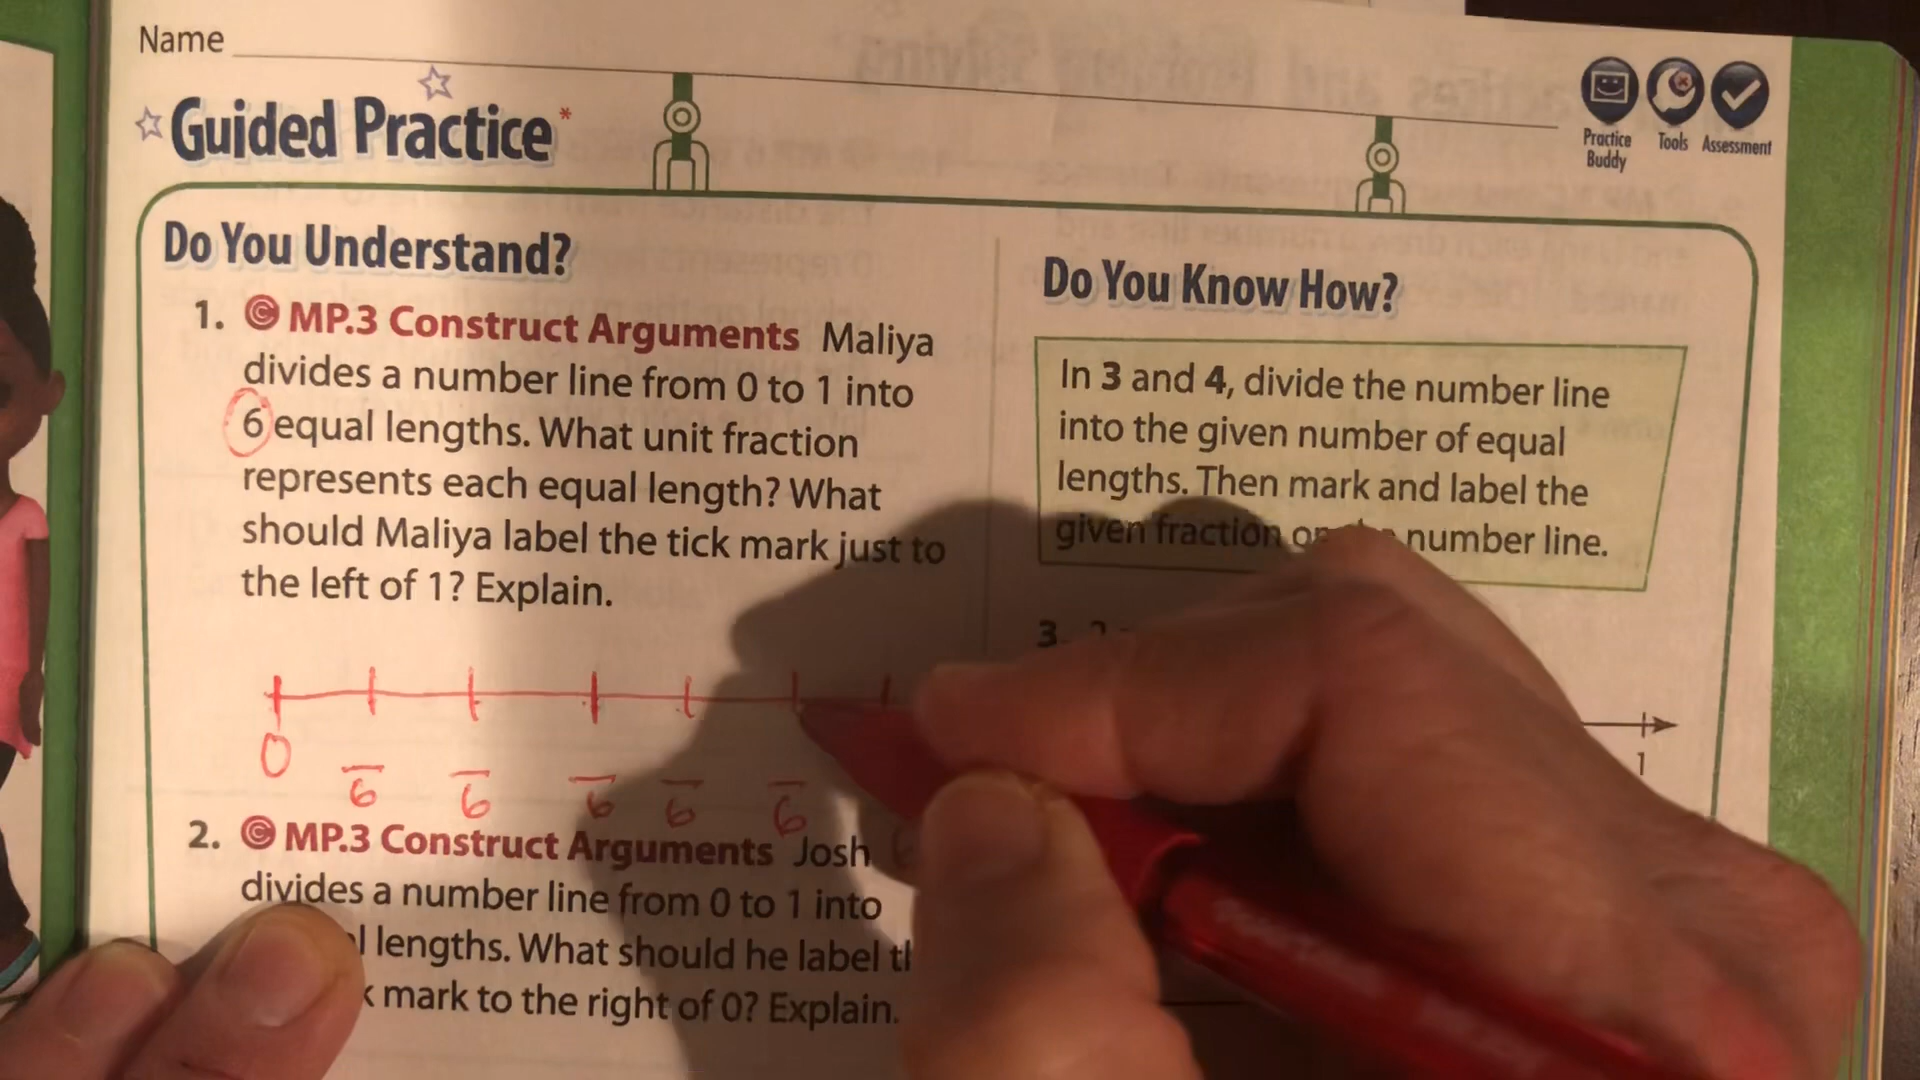 Name
Guided Practice*
Practice Buddy
Tools
Assessment
Do You Understand?
1. MP.3 Construct Arguments Maliya
divides a number line from 0 to 1 into
6 equal lengths. What unit fraction
represents each equal length? What
should Maliya label the tick mark just to
the left of 1? Explain.
0
6 6 6 6 6
2. MP.3 Construct Arguments Josh
divides a number line from 0 to 1 into
lengths. What should he label
mark to the right of 0? Explain.
Do You Know How?
In 3 and 4, divide the number line
into the given number of equal
lengths. Then mark and label the
given fraction number line.
3.
1